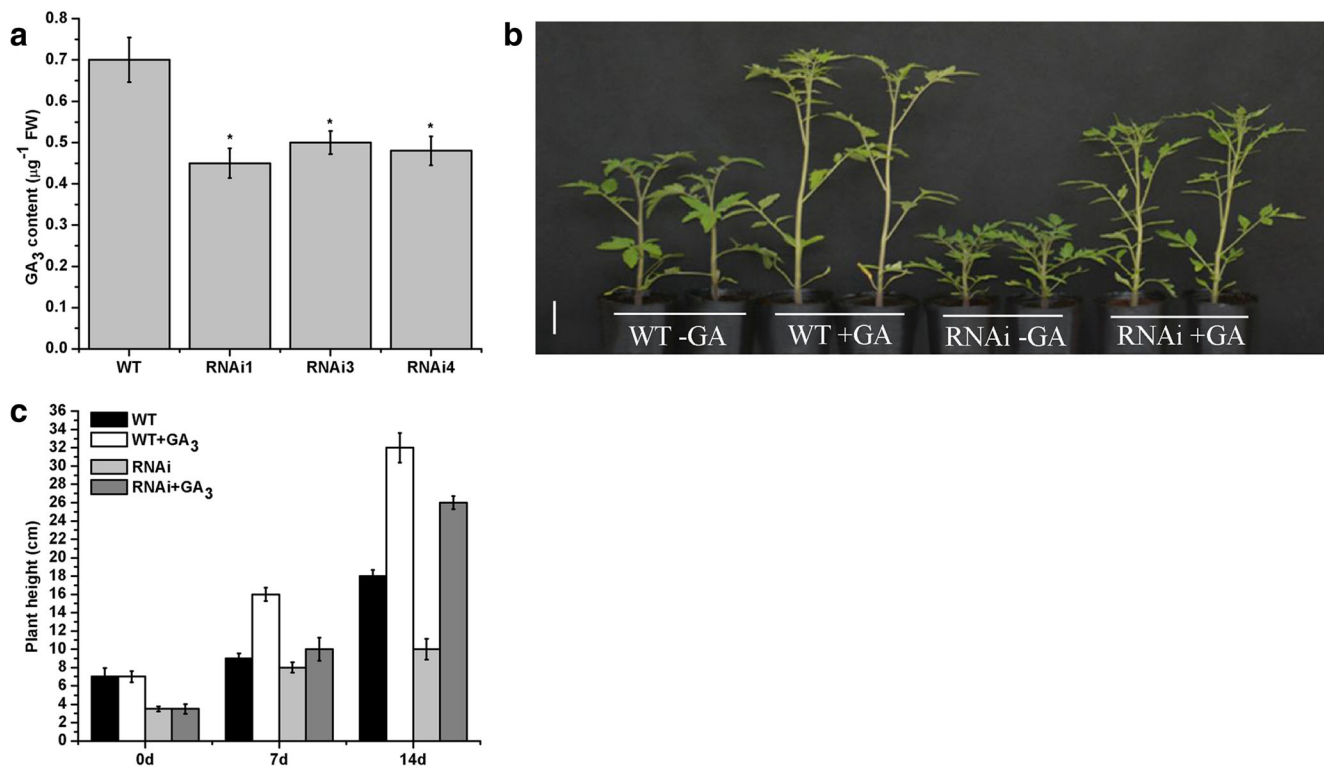 a
0.8
0.7
0.6
0.5
0.4
0.3
0.2
0.1
0.0
GA3 content (μg-1 FW)
* * *
WT RNAi1 RNAi3 RNAi4
b
WT -GA WT +GA RNAi -GA RNAi +GA
c
36
34
32
30
28
26
24
22
20
18
16
14
12
10
8
6
4
2
0
Plant height (cm)
WT
WT+GA3
RNAi
RNAi+GA3
0d 7d 14d